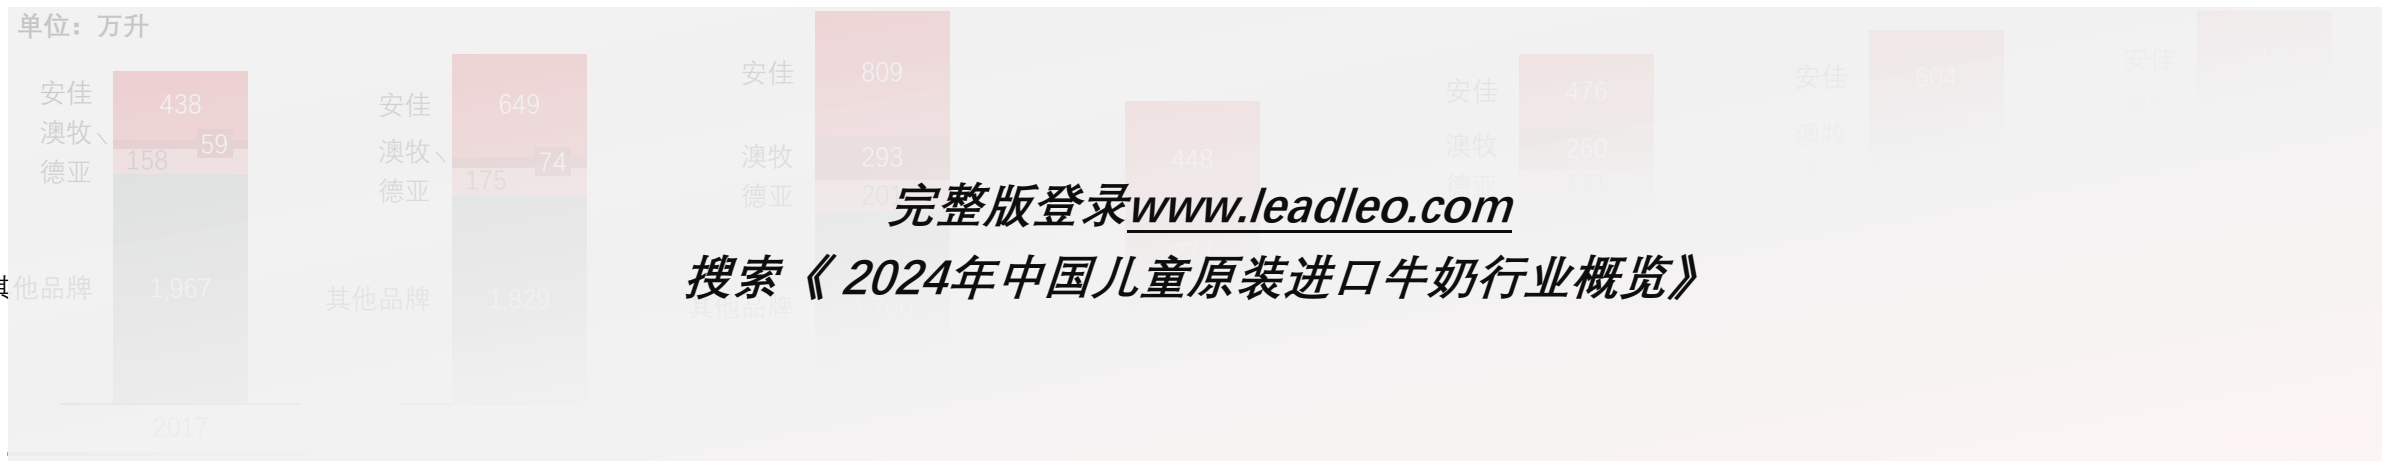 单位：万升
安佳 438
澳牧 59
德亚 158
其他品牌 1,967
2017
安佳 649
澳牧 74
德亚 175
其他品牌 1,829
安佳 809
澳牧 293
德亚 201
其他品牌
448
安佳 476
澳牧 260
德亚
安佳 604
澳牧
安佳
完整版登录www.leadleo.com
搜索《2024年中国儿童原装进口牛奶行业概览》